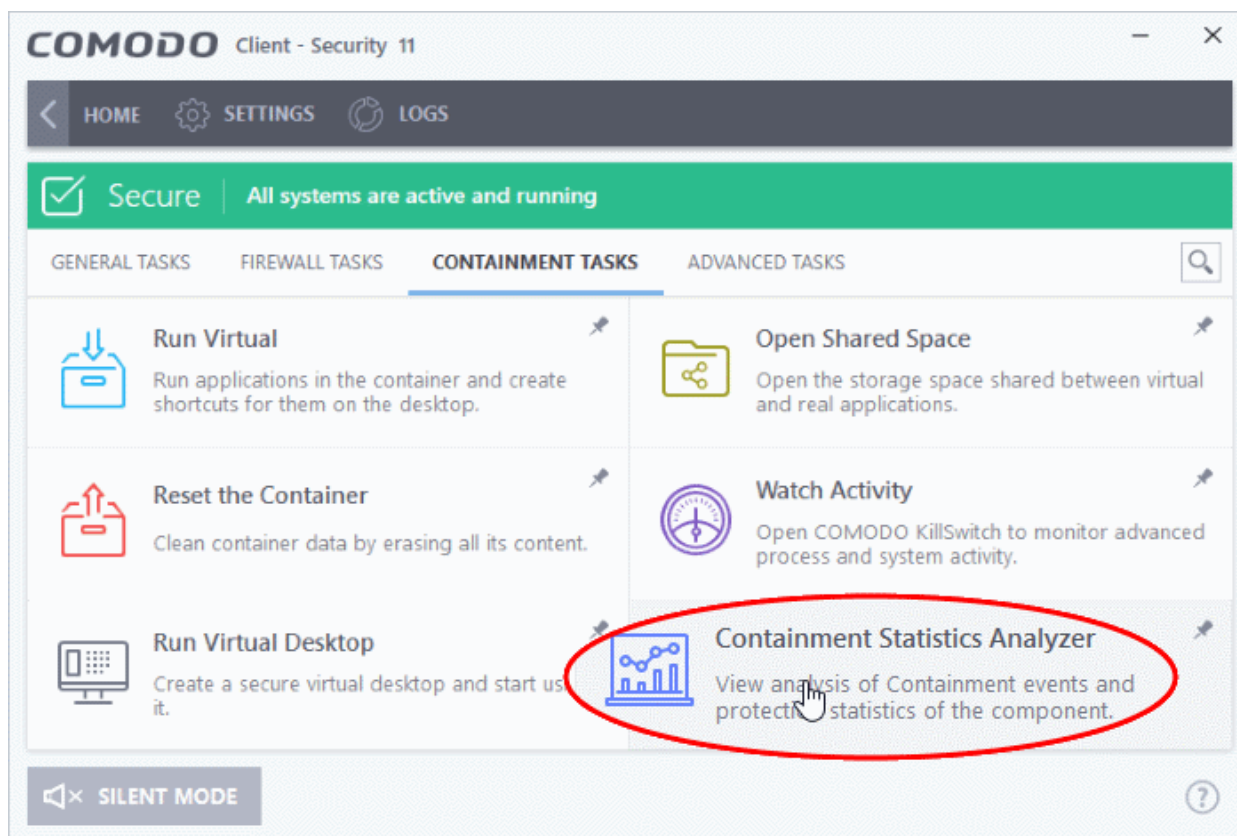 COMODO Client - Security 11
HOME SETTINGS LOGS
Secure All systems are active and running
GENERAL TASKS FIREWALL TASKS CONTAINMENT TASKS ADVANCED TASKS
Run Virtual
Run applications in the container and create
shortcuts for them on the desktop.
Open Shared Space
Open the storage space shared between virtual
and real applications.
Reset the Container
Clean container data by erasing all its content.
Watch Activity
Open COMODO KillSwitch to monitor advanced
process and system activity.
Run Virtual Desktop
Create a secure virtual desktop and start us
it.
Containment Statistics Analyzer
View analysis of Containment events and
protection statistics of the component.
SILENT MODE
?